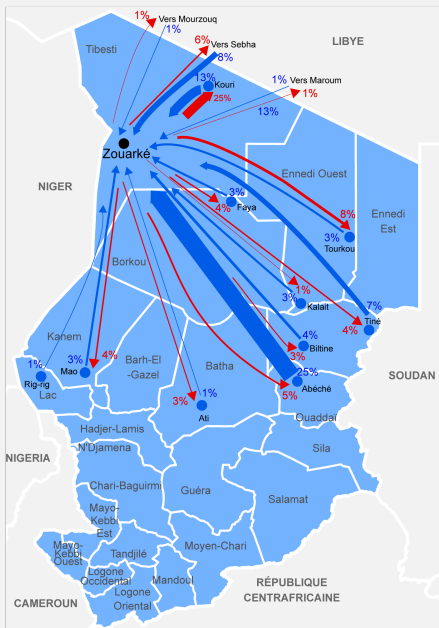 1%
Vers Mourzouq
1%
6%
Vers Sebha
8%
LIBYE
Tibesti
13%
Kouri
25%
1%
Vers Maroum
1%
13%
Zouarké
NIGER
Ennedi Ouest
3%
4%
Faya
8%
3%
Tourkou
Ennedi
Est
Borkou
1%
3%
Kalait
7%
Tiné
4%
Kanem
4%
Biltine
3%
3%
4%
Mao
1%
Rig-rig
Lac
Barh-El
-Gazel
Batha
25%
Abéché
5%
SOUDAN
3%
1%
Ati
Ouaddaï
Hadjer-Lamis
N'Djamena
Sila
NIGERIA
Chari-Baguirmi
Guéra
Salamat
Mayo-
Kebbi
Est
Mayo-
Kebbi
Ouest
Tandjilé
Moyen-Chari
Logone
Occidental
Mandoul
Logone
Oriental
CAMEROUN
RÉPUBLIQUE
CENTRAFRICAINE